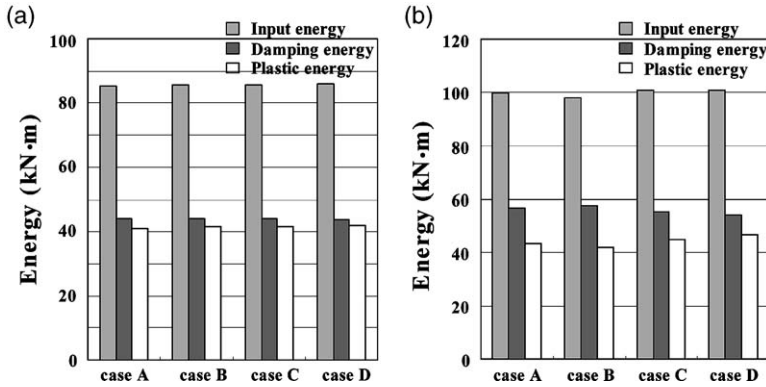 (a)
Input energy
Damping energy
Plastic energy
Energy (kN·m)
100
80
60
40
20
0
case A case B case C case D
(b)
Input energy
Damping energy
Plastic energy
Energy (kN·m)
120
100
80
60
40
20
0
case A case B case C case D